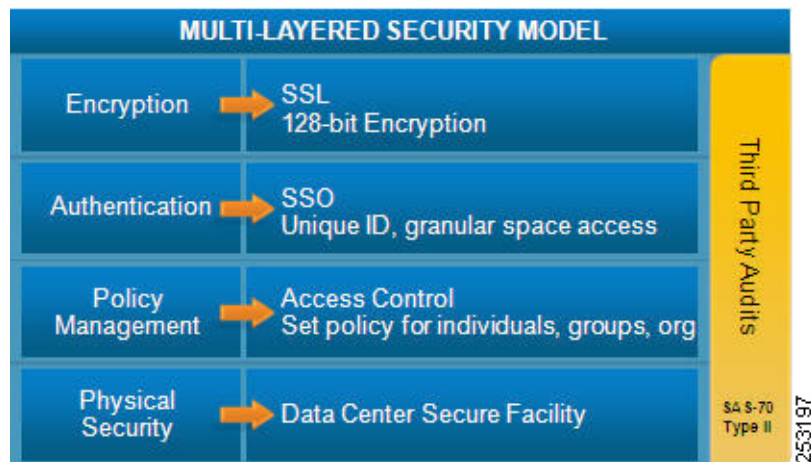 MULTI-LAYERED SECURITY MODEL
Encryption
SSL
128-bit Encryption
Authentication
SSO
Unique ID, granular space access
Policy
Management
Access Control
Set policy for individuals, groups, org
Physical
Security
Data Center Secure Facility
Third Party Audits
SAS-70
Type II
253197